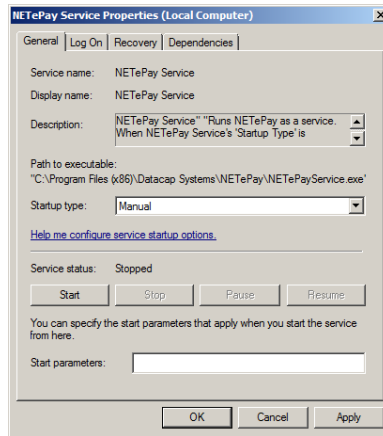 NETePay Service Properties (Local Computer)
General Log On Recovery Dependencies
Service name: NETePay Service
Display name: NETePay Service
Description: NETePay Service" "Runs NETePay as a service.
When NETePay Service's 'Startup Type' is
Path to executable:
"C:\Program Files (x86)\Datacap Systems\NETePay\NETePayService.exe"
Startup type: Manual
Help me configure service startup options.
Service status: Stopped
Start Stop Pause Resume
You can specify the start parameters that apply when you start the service
from here.
Start parameters:
OK Cancel Apply